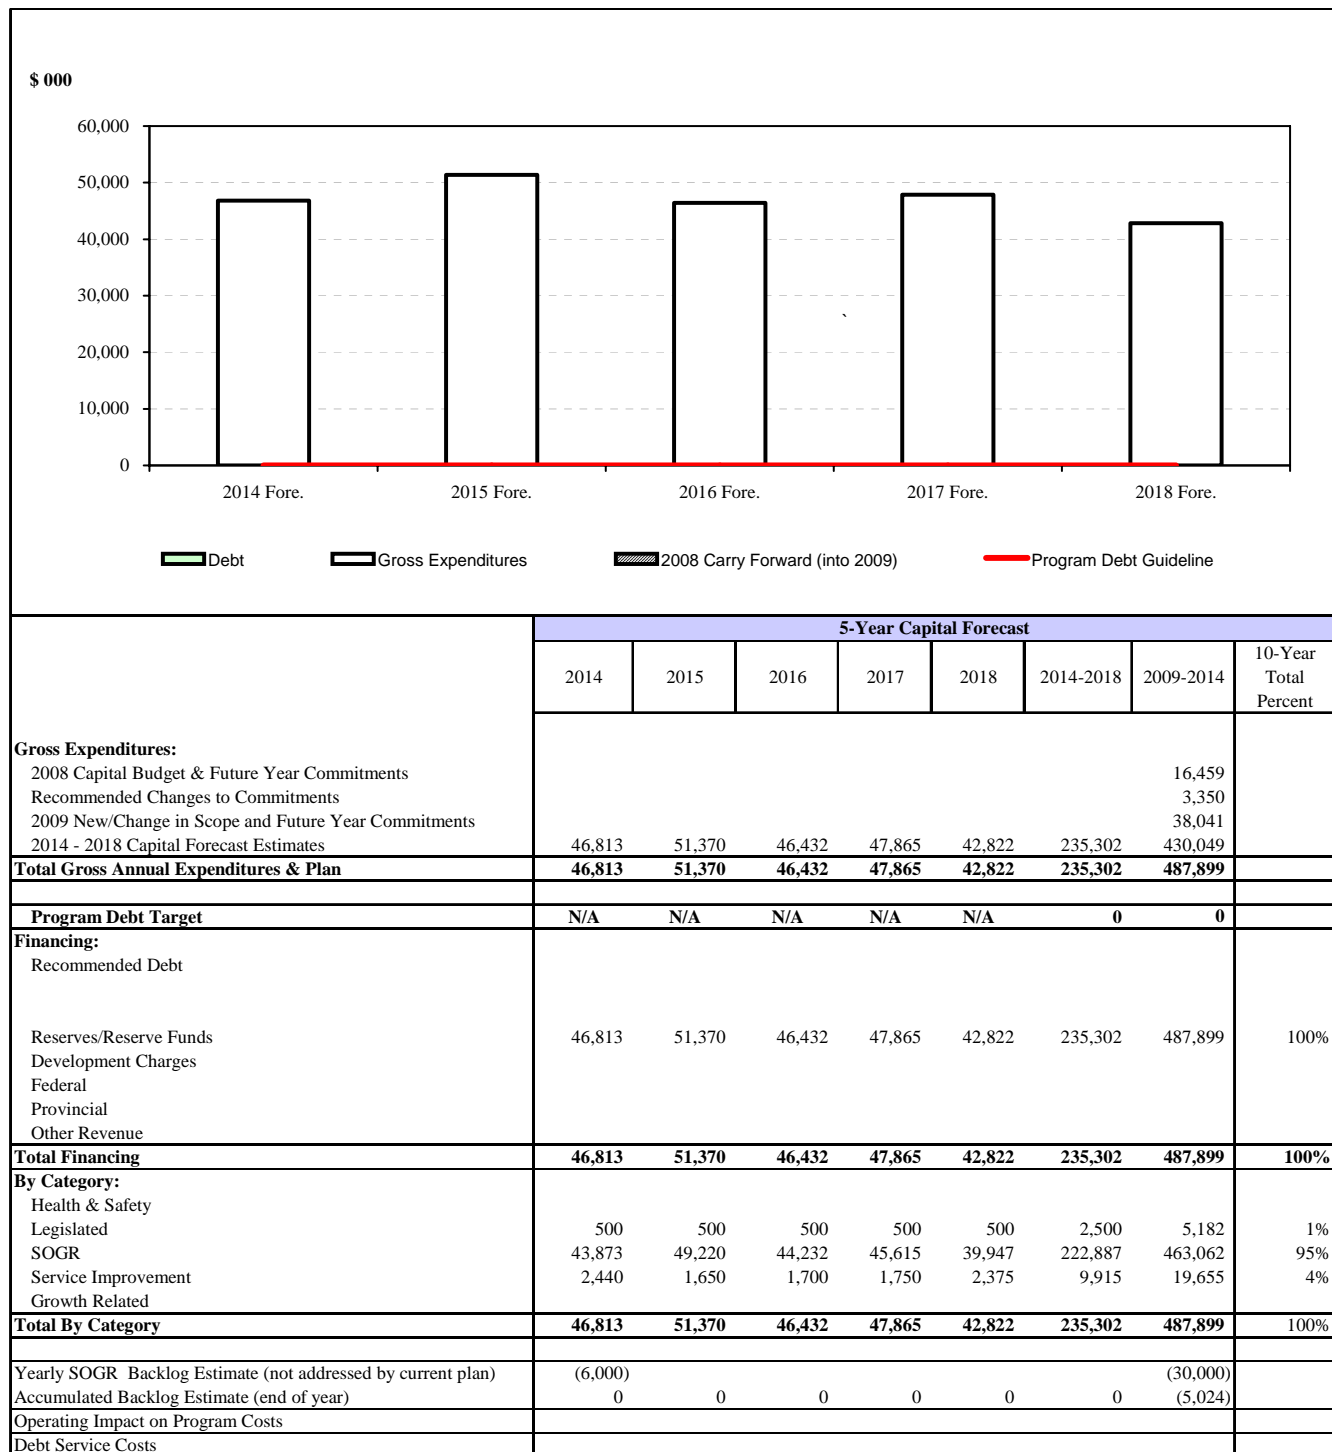 $ 000
60,000
50,000
40,000
30,000
20,000
10,000
0
2014 Fore. 2015 Fore. 2016 Fore. 2017 Fore. 2018 Fore.
`
Debt Gross Expenditures 2008 Carry Forward (into 2009) Program Debt Guideline
5-Year Capital Forecast
2014 2015 2016 2017 2018 2014-2018 2009-2014 10-Year Total Percent
Gross Expenditures:
2008 Capital Budget & Future Year Commitments 16,459
Recommended Changes to Commitments 3,350
2009 New/Change in Scope and Future Year Commitments 38,041
2014 - 2018 Capital Forecast Estimates 46,813 51,370 46,432 47,865 42,822 235,302 430,049
Total Gross Annual Expenditures & Plan 46,813 51,370 46,432 47,865 42,822 235,302 487,899
Program Debt Target N/A N/A N/A N/A N/A 0 0
Financing:
Recommended Debt
Reserves/Reserve Funds 46,813 51,370 46,432 47,865 42,822 235,302 487,899 100%
Development Charges
Federal
Provincial
Other Revenue
Total Financing 46,813 51,370 46,432 47,865 42,822 235,302 487,899 100%
By Category:
Health & Safety
Legislated 500 500 500 500 500 2,500 5,182 1%
SOGR 43,873 49,220 44,232 45,615 39,947 222,887 463,062 95%
Service Improvement 2,440 1,650 1,700 1,750 2,375 9,915 19,655 4%
Growth Related
Total By Category 46,813 51,370 46,432 47,865 42,822 235,302 487,899 100%
Yearly SOGR Backlog Estimate (not addressed by current plan) (6,000) (30,000)
Accumulated Backlog Estimate (end of year) 0 0 0 0 0 0 (5,024)
Operating Impact on Program Costs
Debt Service Costs